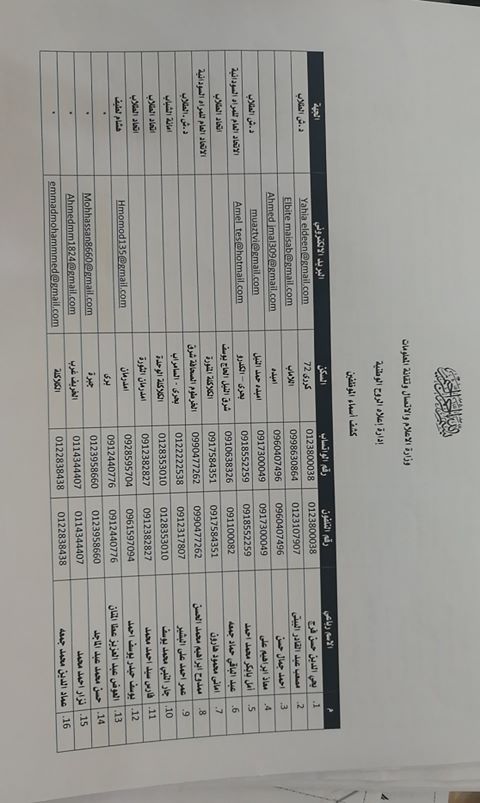 بسم الله الرحمن الرحيم
وزارة الاعلام والاتصال وتقانة المعلومات
إدارة إعلاه الروح الوطنية
كشف أسماء الموظفين
م الاسم رباعي رقم التلفون رقم الواتساب السكن البريد الالكتروني الجهة
1. يحي الدين حسن فرج 0123800038 0123800038 كررى 72 Yahia eldeen@gmail.com د.ش الطلاب
2. مصعب عبد القادر البيتى 0123107907 0998630864 اللاماب Elbite maisab@gmail.com
3. احمد جمال حسن 0960407496 0960407496 امبده Ahmed jmal309@gmail.com
4. معاذ ابراهيم على 0917300049 0917300049 امبده حمد النيل muaztvi@gmail.com د.ش الطلاب
5. أمل بابكر محمد احمد 0918552259 0918552259 بحرى - الكدرو Amel_tes@hotmail.com الاتحاد العام للمراه السودانية
6. عبد الباقي حماد جمعه 091100082 0910638326 شرق النيل الحاج يوسف اتحاد الطلاب
7. امانى محمود هارون 0917584351 0917584351 الكلاكلة المنورة الاتحاد العام للمراه السودانية
8. ممدوح ابراهيم محمد الحسن 0990477262 0990477262 الخرطوم الصحافة شرق د.ش.الطلاب
9. عمر احمد على البشير 0912317807 0122222538 بحرى - السامراب امانة الشباب
10. جار النبي محمد يوسف 0128353010 0128353010 الكلاكلة الوحدة اتحاد الطلاب
11. فارس سيد احمد محمد 0912382827 0912382827 امدرمان الثورة اتحاد الطلاب
12. يوسف حيدر يوسف احمد 0961597094 0928595704 امدرمان Hmomod135@gmail.com هشام لطيف
13. العوض عبد العزيز عطا المنان 0912440776 0912440776 برى "
14. حسن محمد عبد الماجد 0123958660 0123958660 جبرة Mohhassan8660@gmail.com "
15. نزار احمد محمد 0114344407 0114344407 الخريف غرب Ahmedmm1824@gmail.com "
16. عماد الدين محمد جمعه 0122838438 0122838438 الكلاكلة emmadmohammmed@gmail.com "